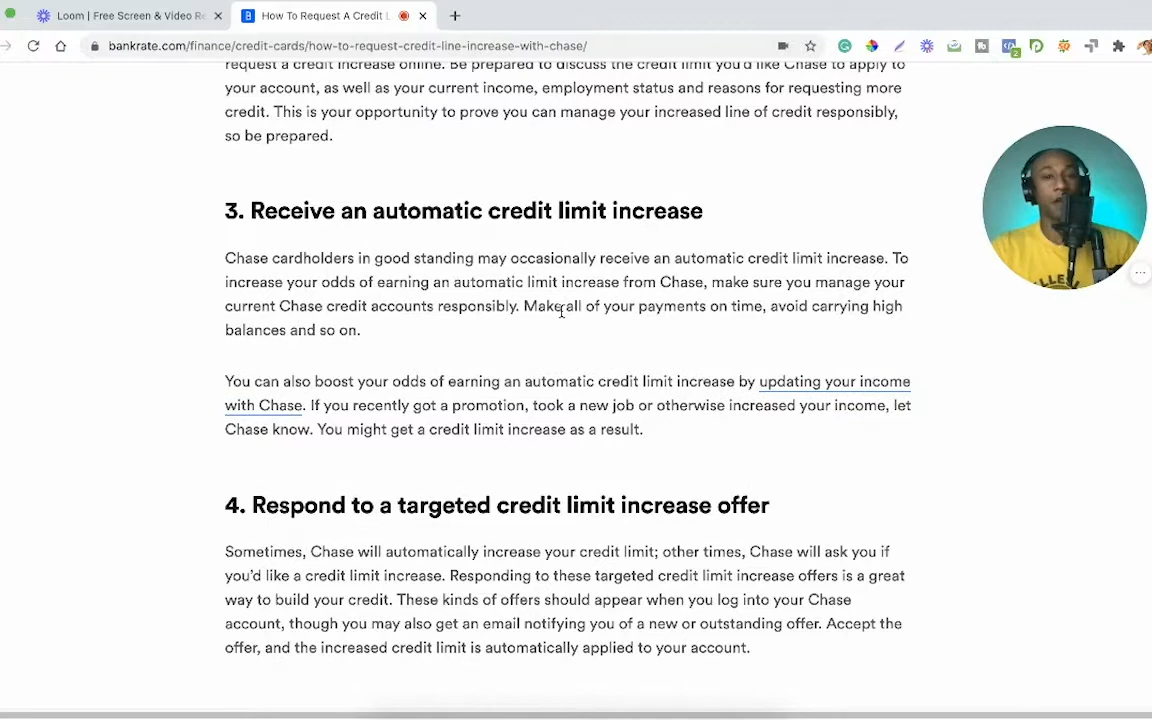 Loom | Free Screen & Video Re
How To Request A Credit L
bankrate.com/finance/credit-cards/how-to-request-credit-line-increase-with-chase/
2
request a credit increase online. Be prepared to discuss the credit limit you'd like Chase to apply to
your account, as well as your current income, employment status and reasons for requesting more
credit. This is your opportunity to prove you can manage your increased line of credit responsibly,
so be prepared.
3. Receive an automatic credit limit increase
Chase cardholders in good standing may occasionally receive an automatic credit limit increase. To
increase your odds of earning an automatic limit increase from Chase, make sure you manage your
current Chase credit accounts responsibly. Make all of your payments on time, avoid carrying high
balances and so on.
You can also boost your odds of earning an automatic credit limit increase by updating your income
with Chase. If you recently got a promotion, took a new job or otherwise increased your income, let
Chase know. You might get a credit limit increase as a result.
4. Respond to a targeted credit limit increase offer
Sometimes, Chase will automatically increase your credit limit; other times, Chase will ask you if
you'd like a credit limit increase. Responding to these targeted credit limit increase offers is a great
way to build your credit. These kinds of offers should appear when you log into your Chase
account, though you may also get an email notifying you of a new or outstanding offer. Accept the
offer, and the increased credit limit is automatically applied to your account.